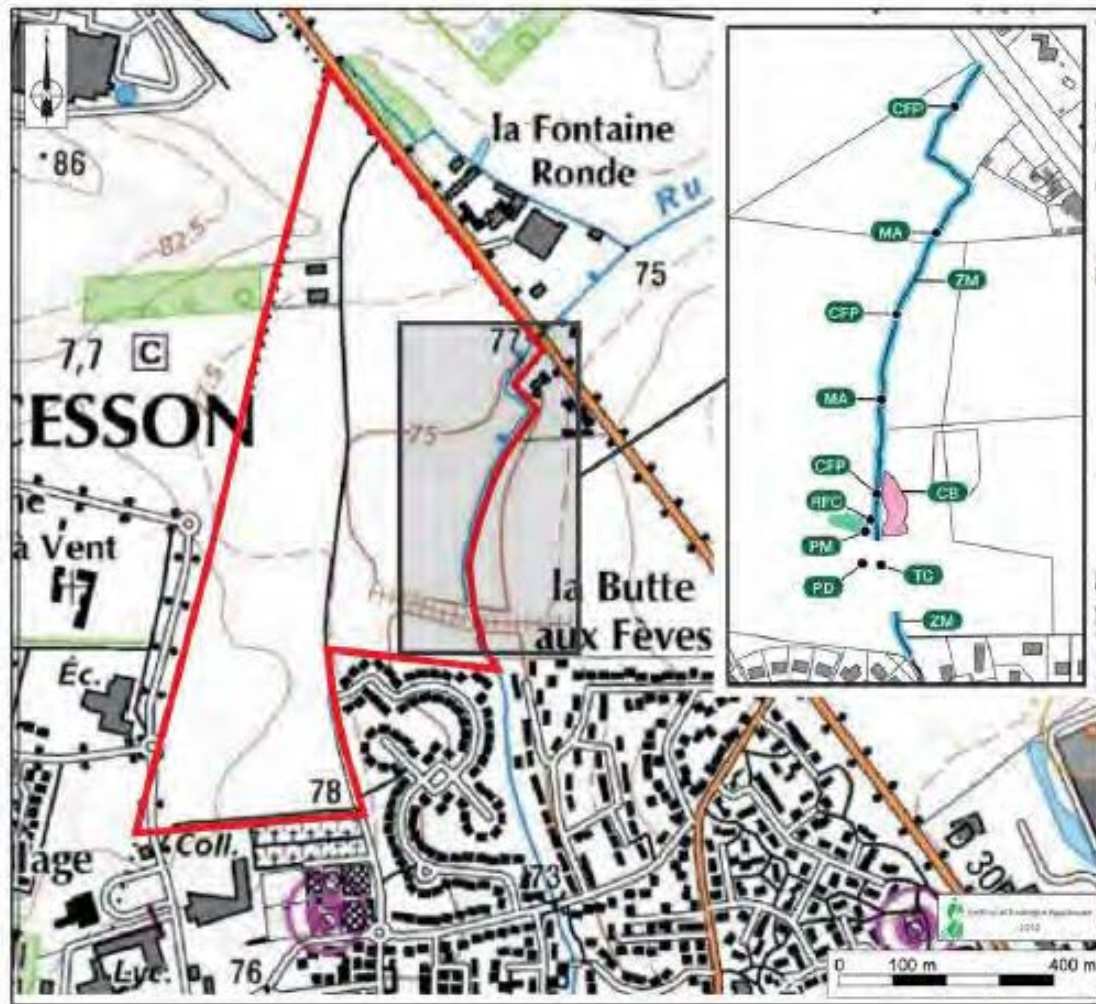 la Fontaine
Ronde
Ru
86
82.5
75
77
7,7 C
CESSON
75
75
à Vent
la Butte
aux Fèves
Éc.
78
Coll.
lage
73
Lyc.
76
CFP
MA
ZM
CFP
MA
CFP
CB
RFC
PM
PD
TC
ZM
0 100 m 400 m